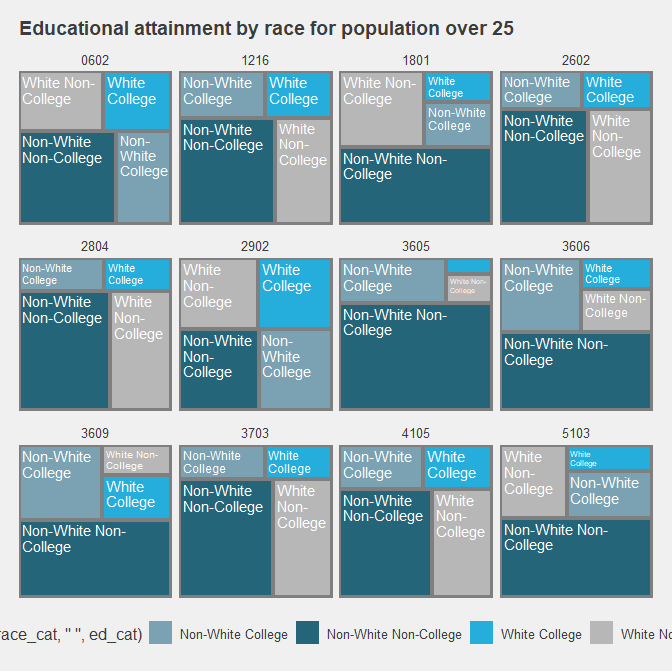 Educational attainment by race for population over 25
0602
1216
1801
2602
White Non-
College
White
College
Non-White
Non-College
Non-
White
College
Non-White
College
White
College
Non-White
Non-College
White
Non-
College
White Non-
College
White
College
Non-White
College
Non-White Non-
College
Non-White
College
White
College
Non-White
Non-College
White
Non-
College
2804
2902
3605
3606
Non-White
College
White
College
Non-White
Non-College
White
Non-
College
White
Non-
College
White
College
Non-White
Non-
College
Non-
White
College
Non-White
College
White Non-
College
Non-White Non-
College
Non-White
College
White
College
White Non-
College
Non-White Non-
College
3609
3703
4105
5103
Non-White
College
White Non-
College
White
College
Non-White Non-
College
Non-White
College
White
College
Non-White
Non-College
White
Non-
College
Non-White
College
White
College
Non-White
Non-College
White
Non-
College
White
Non-
College
White
College
Non-White
College
Non-White Non-
College
race_cat, " ", ed_cat) Non-White College Non-White Non-College White College White No